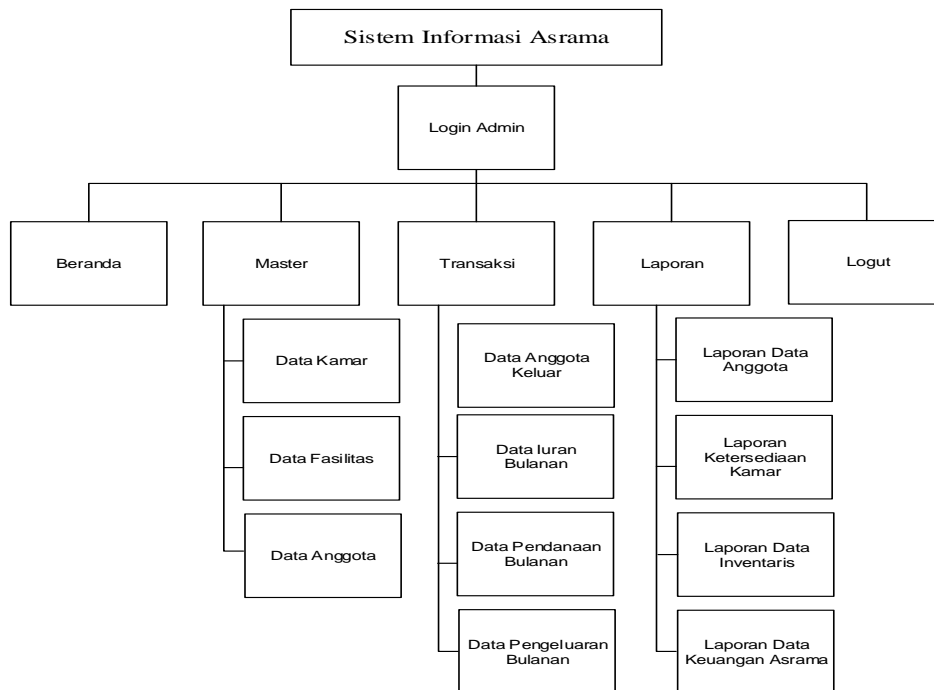 Sistem Informasi Asrama
Login Admin
Beranda
Master
Transaksi
Laporan
Logut
Data Kamar
Data Fasilitas
Data Anggota
Data Anggota
Keluar
Data Iuran
Bulanan
Data Pendanaan
Bulanan
Data Pengeluaran
Bulanan
Laporan Data
Anggota
Laporan
Ketersediaan
Kamar
Laporan Data
Inventaris
Laporan Data
Keuangan Asrama